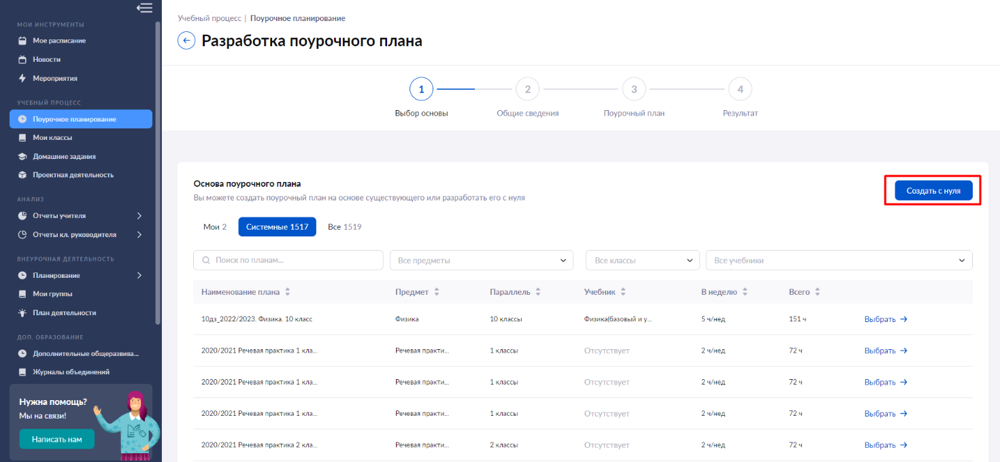 МОИ ИНСТРУМЕНТЫ
Мое расписание
Новости
Мероприятия
УЧЕБНЫЙ ПРОЦЕСС
Поурочное планирование
Мои классы
Домашние задания
Проектная деятельность
АНАЛИЗ
Отчеты учителя
Отчеты кл. руководителя
ВНЕУРОЧНАЯ ДЕЯТЕЛЬНОСТЬ
Планирование
Мои группы
План деятельности
ДОП. ОБРАЗОВАНИЕ
Дополнительные общеразвива...
Журналы объединений
Нужна помощь?
Мы на связи!
Написать нам
Учебный процесс | Поурочное планирование
Разработка поурочного плана
1 2 3 4
Выбор основы Общие сведения Поурочный план Результат
Основа поурочного плана
Вы можете создать поурочный план на основе существующего или разработать его с нуля
Создать с нуля
Мои 2 Системные 1517 Все 1519
Поиск по планам... Все предметы Все классы Все учебники
Наименование плана Предмет Параллель Учебник В неделю Всего
10дз_2022/2023. Физика. 10 класс Физика 10 классы Физика(базовый и у... 5 ч/нед 151 ч Выбрать →
2020/2021 Речевая практика 1 кла... Речевая практи... 1 классы Отсутствует 2 ч/нед 72 ч Выбрать →
2020/2021 Речевая практика 1 кла... Речевая практи... 1 классы Отсутствует 2 ч/нед 72 ч Выбрать →
2020/2021 Речевая практика 1 кла... Речевая практи... 1 классы Отсутствует 2 ч/нед 72 ч Выбрать →
2020/2021 Речевая практика 2 кла... Речевая практи... 2 классы Отсутствует 2 ч/нед 72 ч Выбрать →